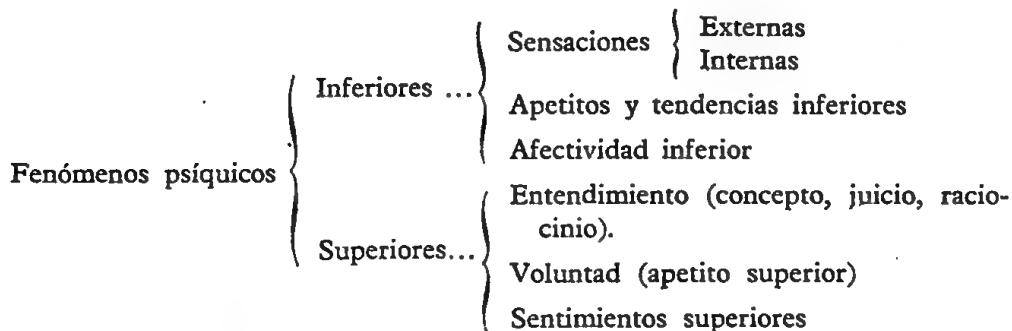 Fenómenos psíquicos
Inferiores ...
Sensaciones
Externas
Internas
Apetitos y tendencias inferiores
Afectividad inferior
Superiores...
Entendimiento (concepto, juicio, racio-
cinio).
Voluntad (apetito superior)
Sentimientos superiores